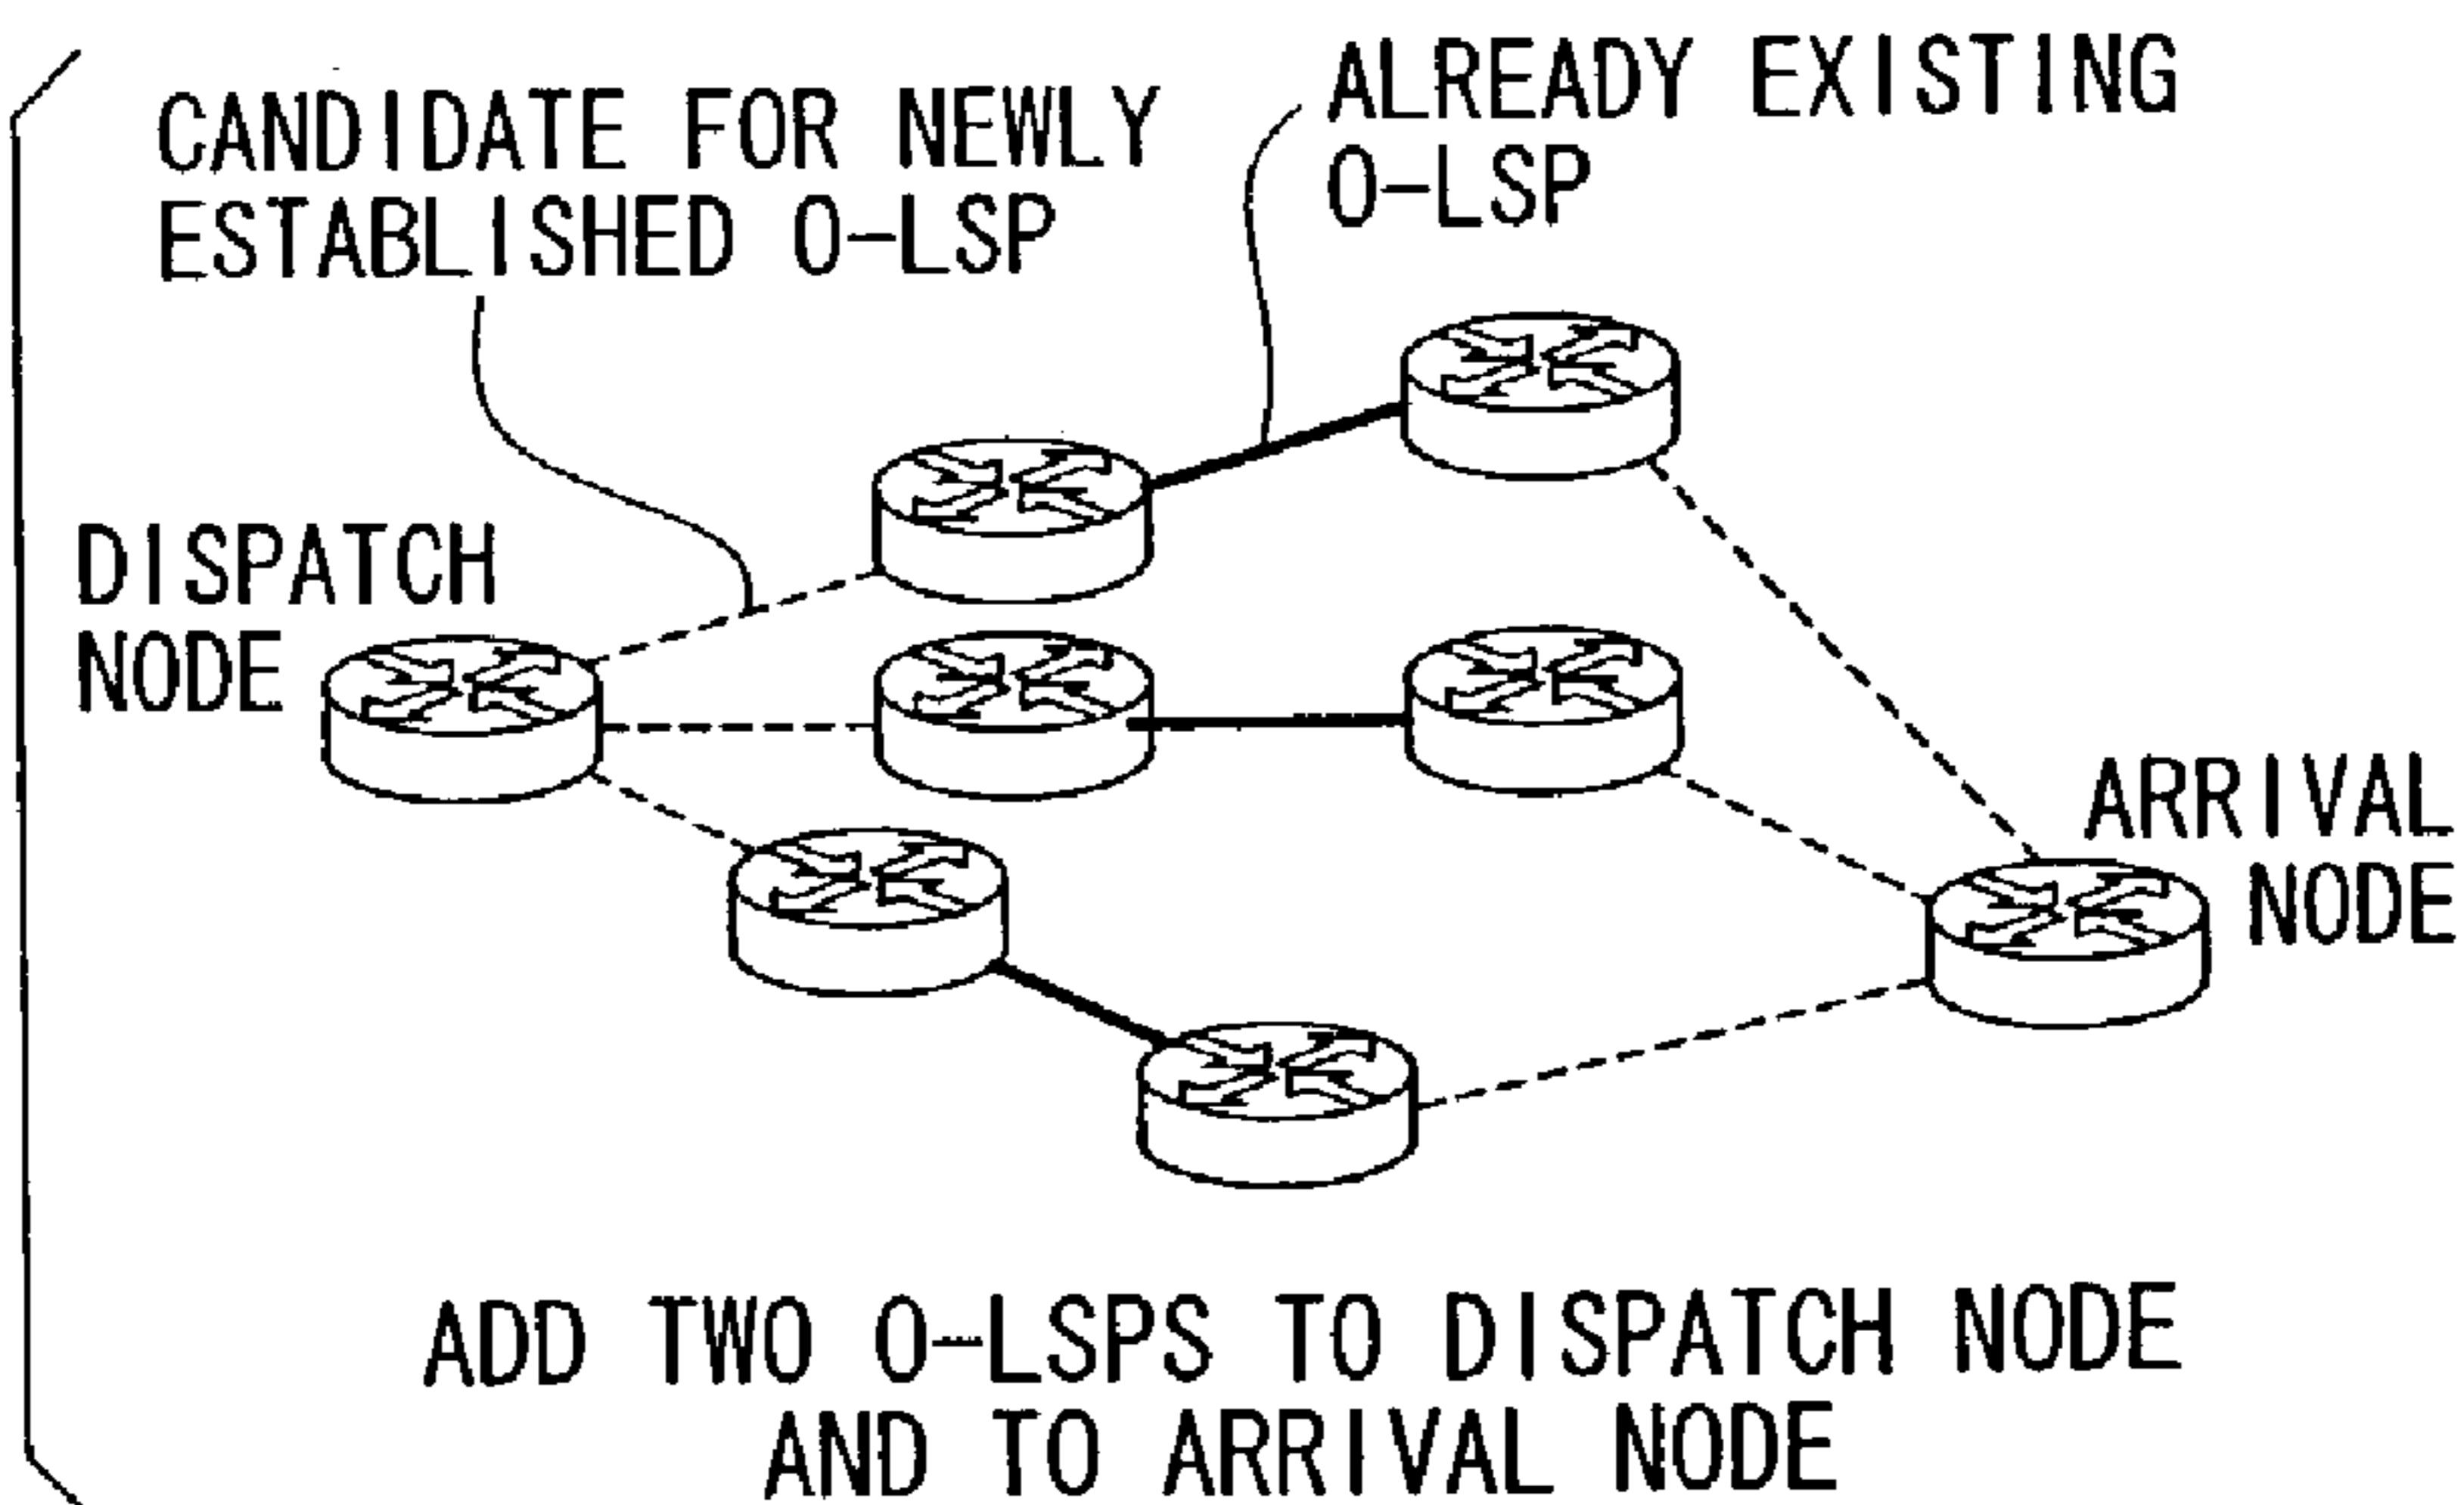 CANDIDATE FOR NEWLY
ESTABLISHED O-LSP
ALREADY EXISTING
O-LSP
DISPATCH
NODE
ARRIVAL
NODE
ADD TWO O-LSPS TO DISPATCH NODE
AND TO ARRIVAL NODE